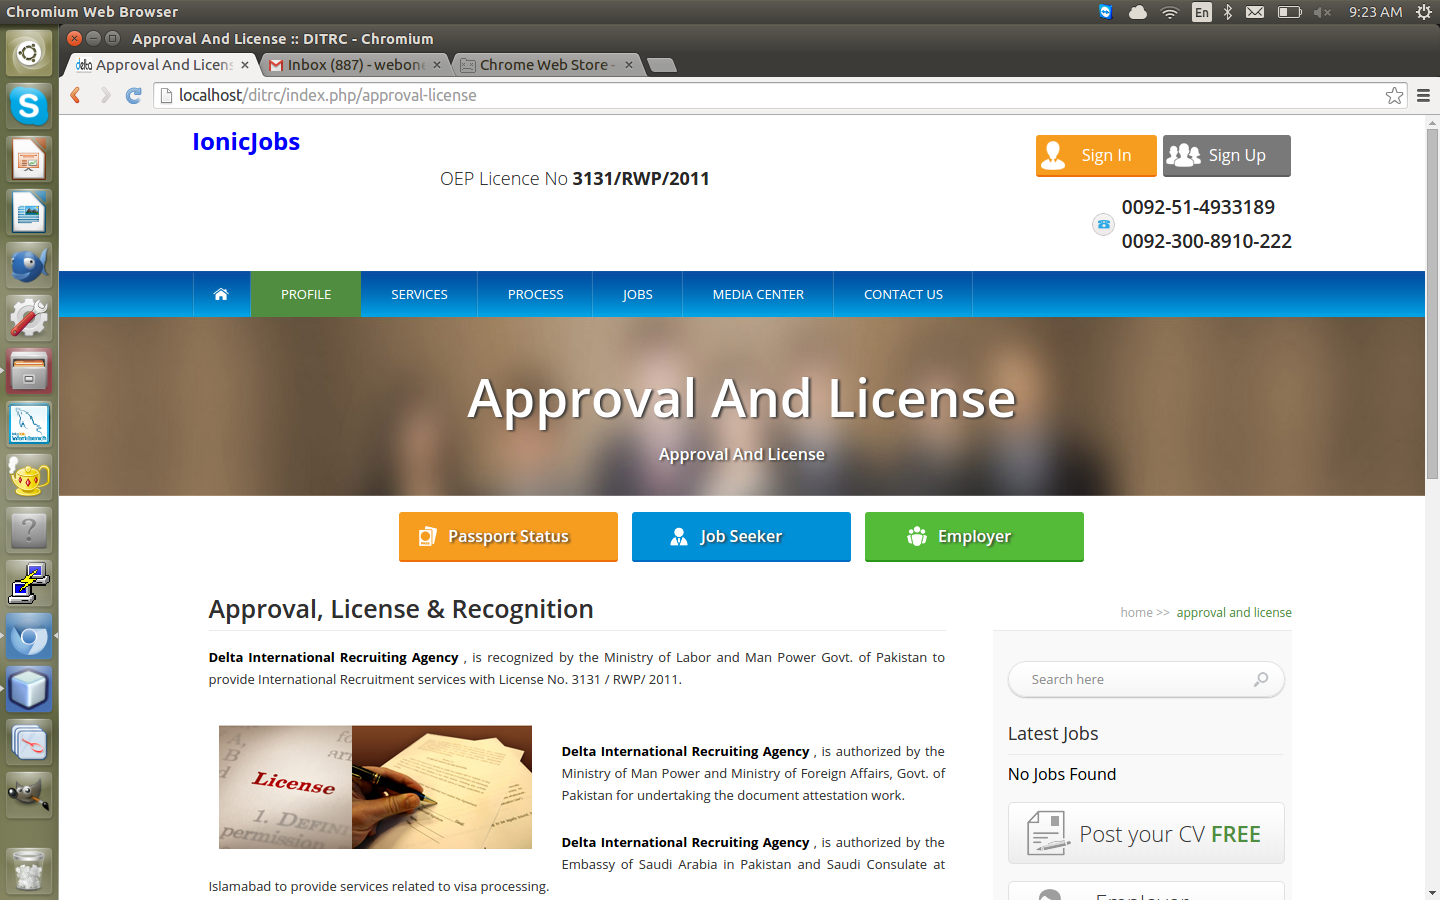 Chromium Web Browser
En
9:23 AM
Approval And License :: DITRC - Chromium
delta Approval And Licens
Inbox (887) - webone
Chrome Web Store -
localhost/ditrc/index.php/approval-license
IonicJobs
OEP Licence No 3131/RWP/2011
Sign In
Sign Up
0092-51-4933189
0092-300-8910-222
PROFILE
SERVICES
PROCESS
JOBS
MEDIA CENTER
CONTACT US
Approval And License
Approval And License
Passport Status
Job Seeker
Employer
Approval, License & Recognition
home >> approval and license
Delta International Recruiting Agency , is recognized by the Ministry of Labor and Man Power Govt. of Pakistan to
provide International Recruitment services with License No. 3131 / RWP/ 2011.
License
1. DEFINI
permission
Delta International Recruiting Agency , is authorized by the
Ministry of Man Power and Ministry of Foreign Affairs, Govt. of
Pakistan for undertaking the document attestation work.
Delta International Recruiting Agency , is authorized by the
Embassy of Saudi Arabia in Pakistan and Saudi Consulate at
Islamabad to provide services related to visa processing.
Search here
Latest Jobs
No Jobs Found
Post your CV FREE
Employer